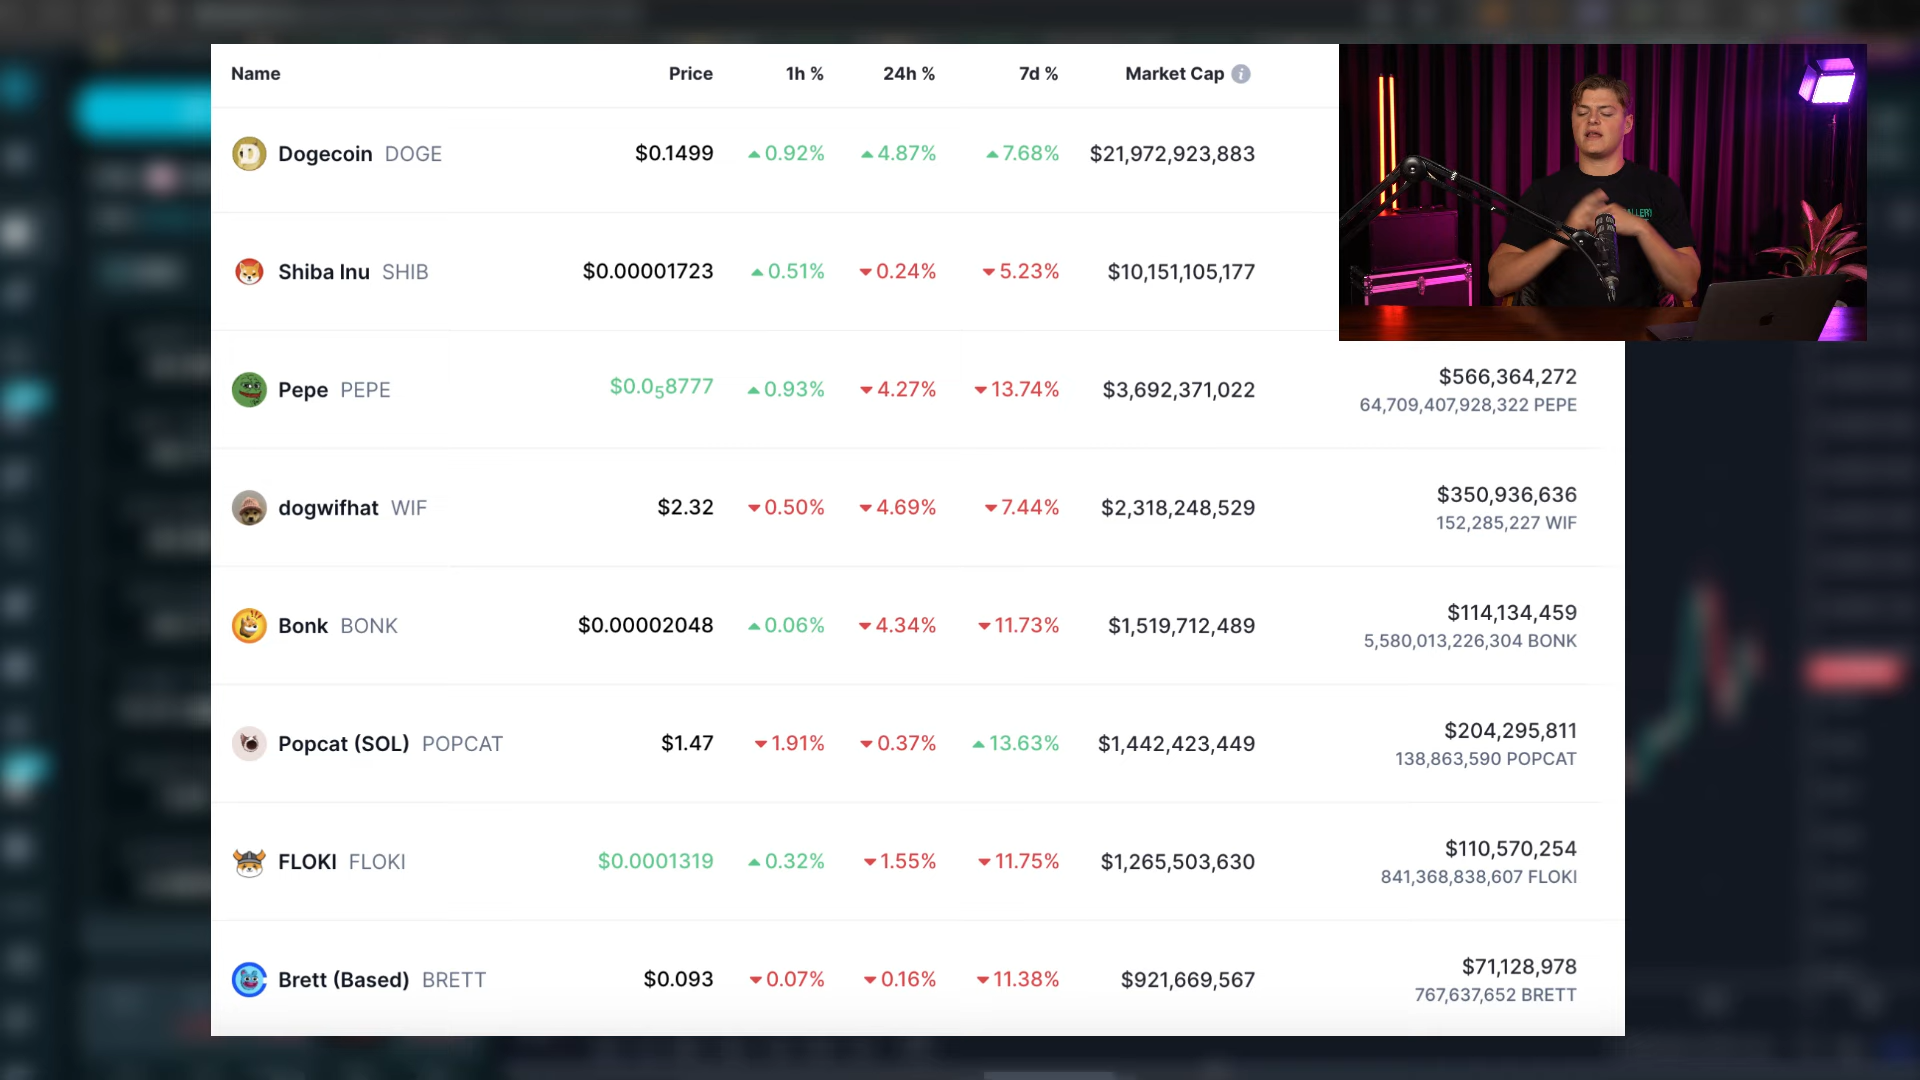 Name Price 1h % 24h % 7d % Market Cap
Dogecoin DOGE $0.1499 0.92% 4.87% 7.68% $21,972,923,883
Shiba Inu SHIB $0.00001723 0.51% 0.24% 5.23% $10,151,105,177
Pepe PEPE $0.0₅8777 0.93% 4.27% 13.74% $3,692,371,022 $566,364,272
64,709,407,928,322 PEPE
dogwifhat WIF $2.32 0.50% 4.69% 7.44% $2,318,248,529 $350,936,636
152,285,227 WIF
Bonk BONK $0.00002048 0.06% 4.34% 11.73% $1,519,712,489 $114,134,459
5,580,013,226,304 BONK
Popcat (SOL) POPCAT $1.47 1.91% 0.37% 13.63% $1,442,423,449 $204,295,811
138,863,590 POPCAT
FLOKI FLOKI $0.0001319 0.32% 1.55% 11.75% $1,265,503,630 $110,570,254
841,368,838,607 FLOKI
Brett (Based) BRETT $0.093 0.07% 0.16% 11.38% $921,669,567 $71,128,978
767,637,652 BRETT